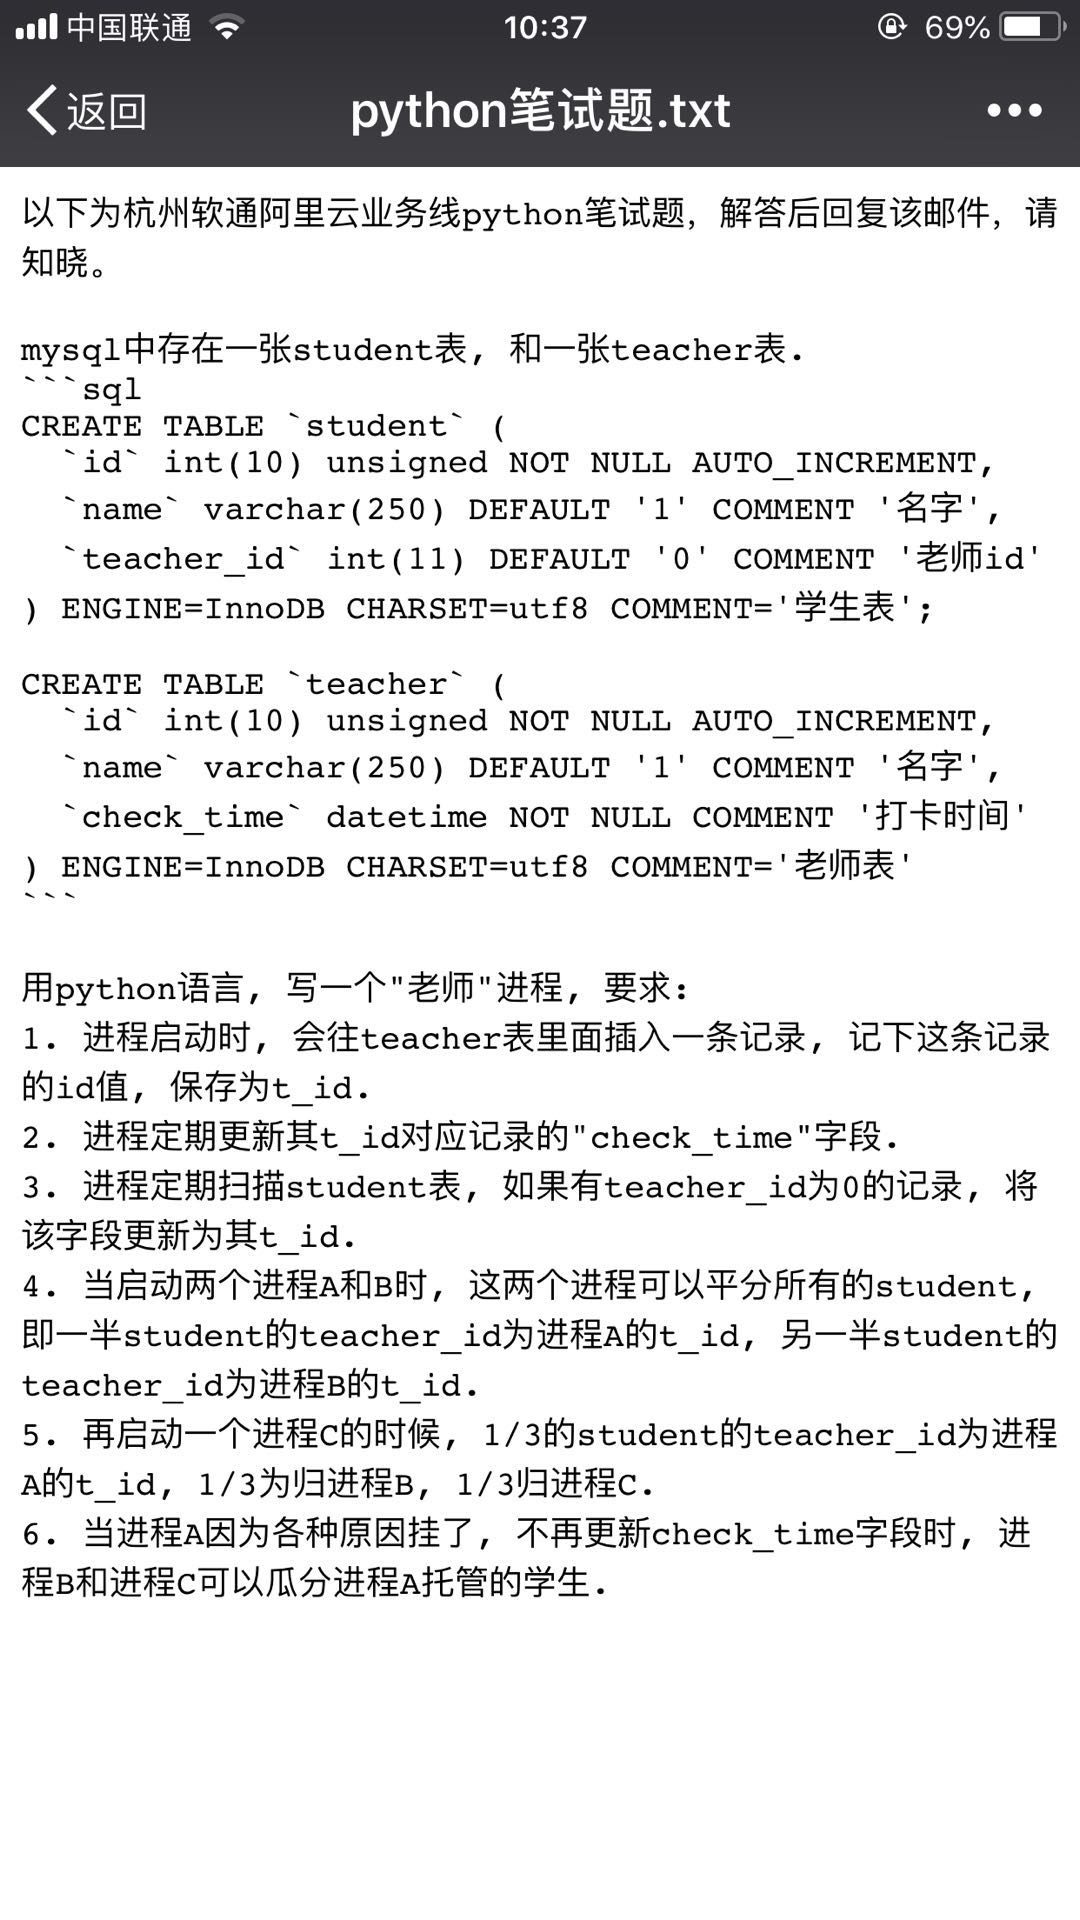 中国联通 10:37 69%
返回 python笔试题.txt
以下为杭州软通阿里云业务线python笔试题，解答后回复该邮件，请
知晓。
mysql中存在一张student表, 和一张teacher表.
```sql
CREATE TABLE `student` (
  `id` int(10) unsigned NOT NULL AUTO_INCREMENT,
  `name` varchar(250) DEFAULT '1' COMMENT '名字',
  `teacher_id` int(11) DEFAULT '0' COMMENT '老师id'
) ENGINE=InnoDB CHARSET=utf8 COMMENT='学生表';
CREATE TABLE `teacher` (
  `id` int(10) unsigned NOT NULL AUTO_INCREMENT,
  `name` varchar(250) DEFAULT '1' COMMENT '名字',
  `check_time` datetime NOT NULL COMMENT '打卡时间'
) ENGINE=InnoDB CHARSET=utf8 COMMENT='老师表'
```
用python语言, 写一个"老师"进程, 要求:
1. 进程启动时, 会往teacher表里面插入一条记录, 记下这条记录
的id值, 保存为t_id.
2. 进程定期更新其t_id对应记录的"check_time"字段.
3. 进程定期扫描student表, 如果有teacher_id为0的记录, 将
该字段更新为其t_id.
4. 当启动两个进程A和B时, 这两个进程可以平分所有的student,
即一半student的teacher_id为进程A的t_id, 另一半student的
teacher_id为进程B的t_id.
5. 再启动一个进程C的时候, 1/3的student的teacher_id为进程
A的t_id, 1/3为归进程B, 1/3归进程C.
6. 当进程A因为各种原因挂了, 不再更新check_time字段时, 进
程B和进程C可以瓜分进程A托管的学生.